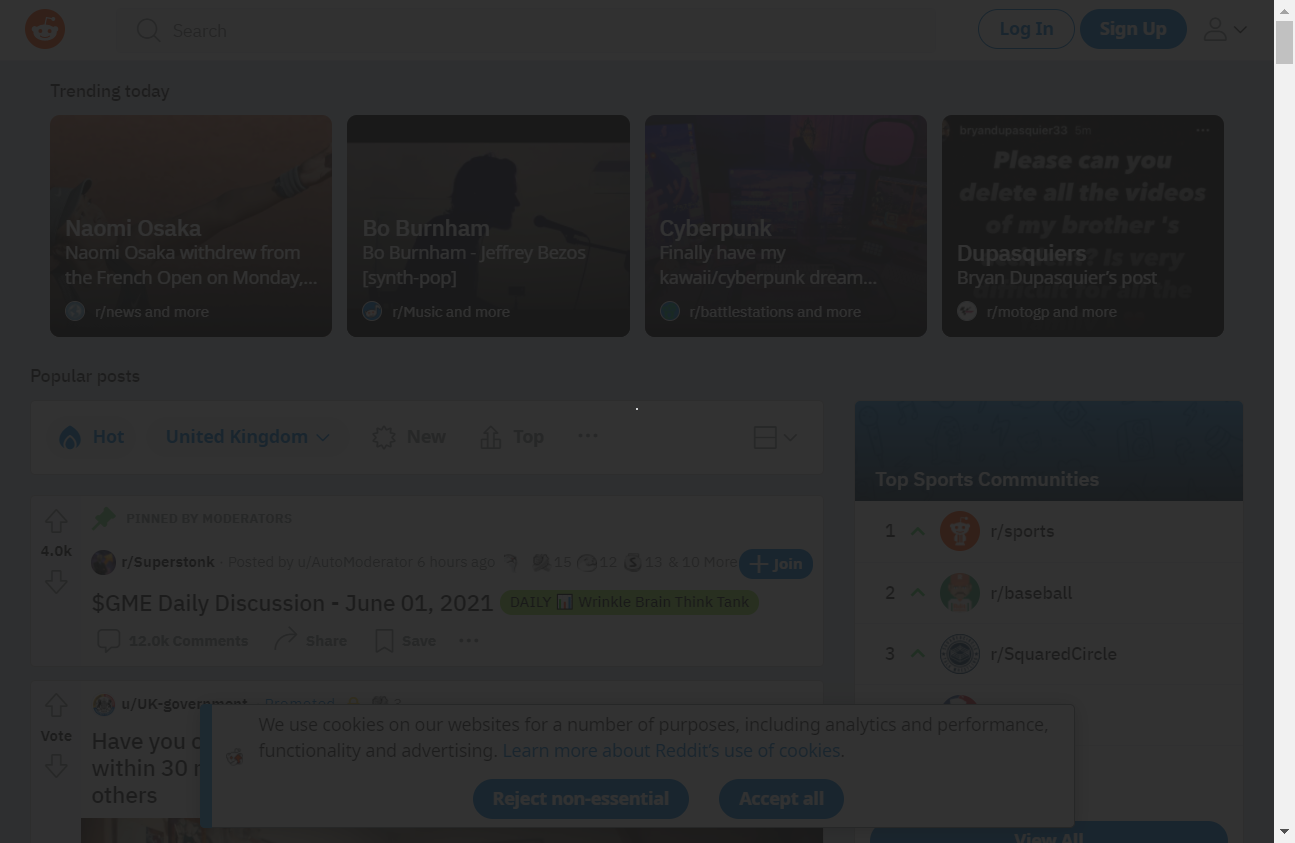 Search
Log In
Sign Up
Trending today
Naomi Osaka
Naomi Osaka withdrew from
the French Open on Monday,...
r/news and more
Bo Burnham
Bo Burnham - Jeffrey Bezos
[synth-pop]
r/Music and more
Cyberpunk
Finally have my
kawaii/cyberpunk dream...
r/battlestations and more
bryandupasquier33 5m
Please can you
delete all the videos
of my brother 's
? Is very
difficult for all the
Dupasquiers
Bryan Dupasquier's post
r/motogp and more
Popular posts
Hot
United Kingdom
New
Top
PINNED BY MODERATORS
4.0k
r/Superstonk · Posted by u/AutoModerator 6 hours ago
15
12
13
& 10 More
Join
$GME Daily Discussion - June 01, 2021
DAILY 📊 Wrinkle Brain Think Tank
12.0k Comments
Share
Save
Vote
u/UK-government · Promoted
3
Have you
within 30
others
Top Sports Communities
1 r/sports
2 r/baseball
3 r/SquaredCircle
View All
We use cookies on our websites for a number of purposes, including analytics and performance,
functionality and advertising. Learn more about Reddit's use of cookies.
Reject non-essential
Accept all